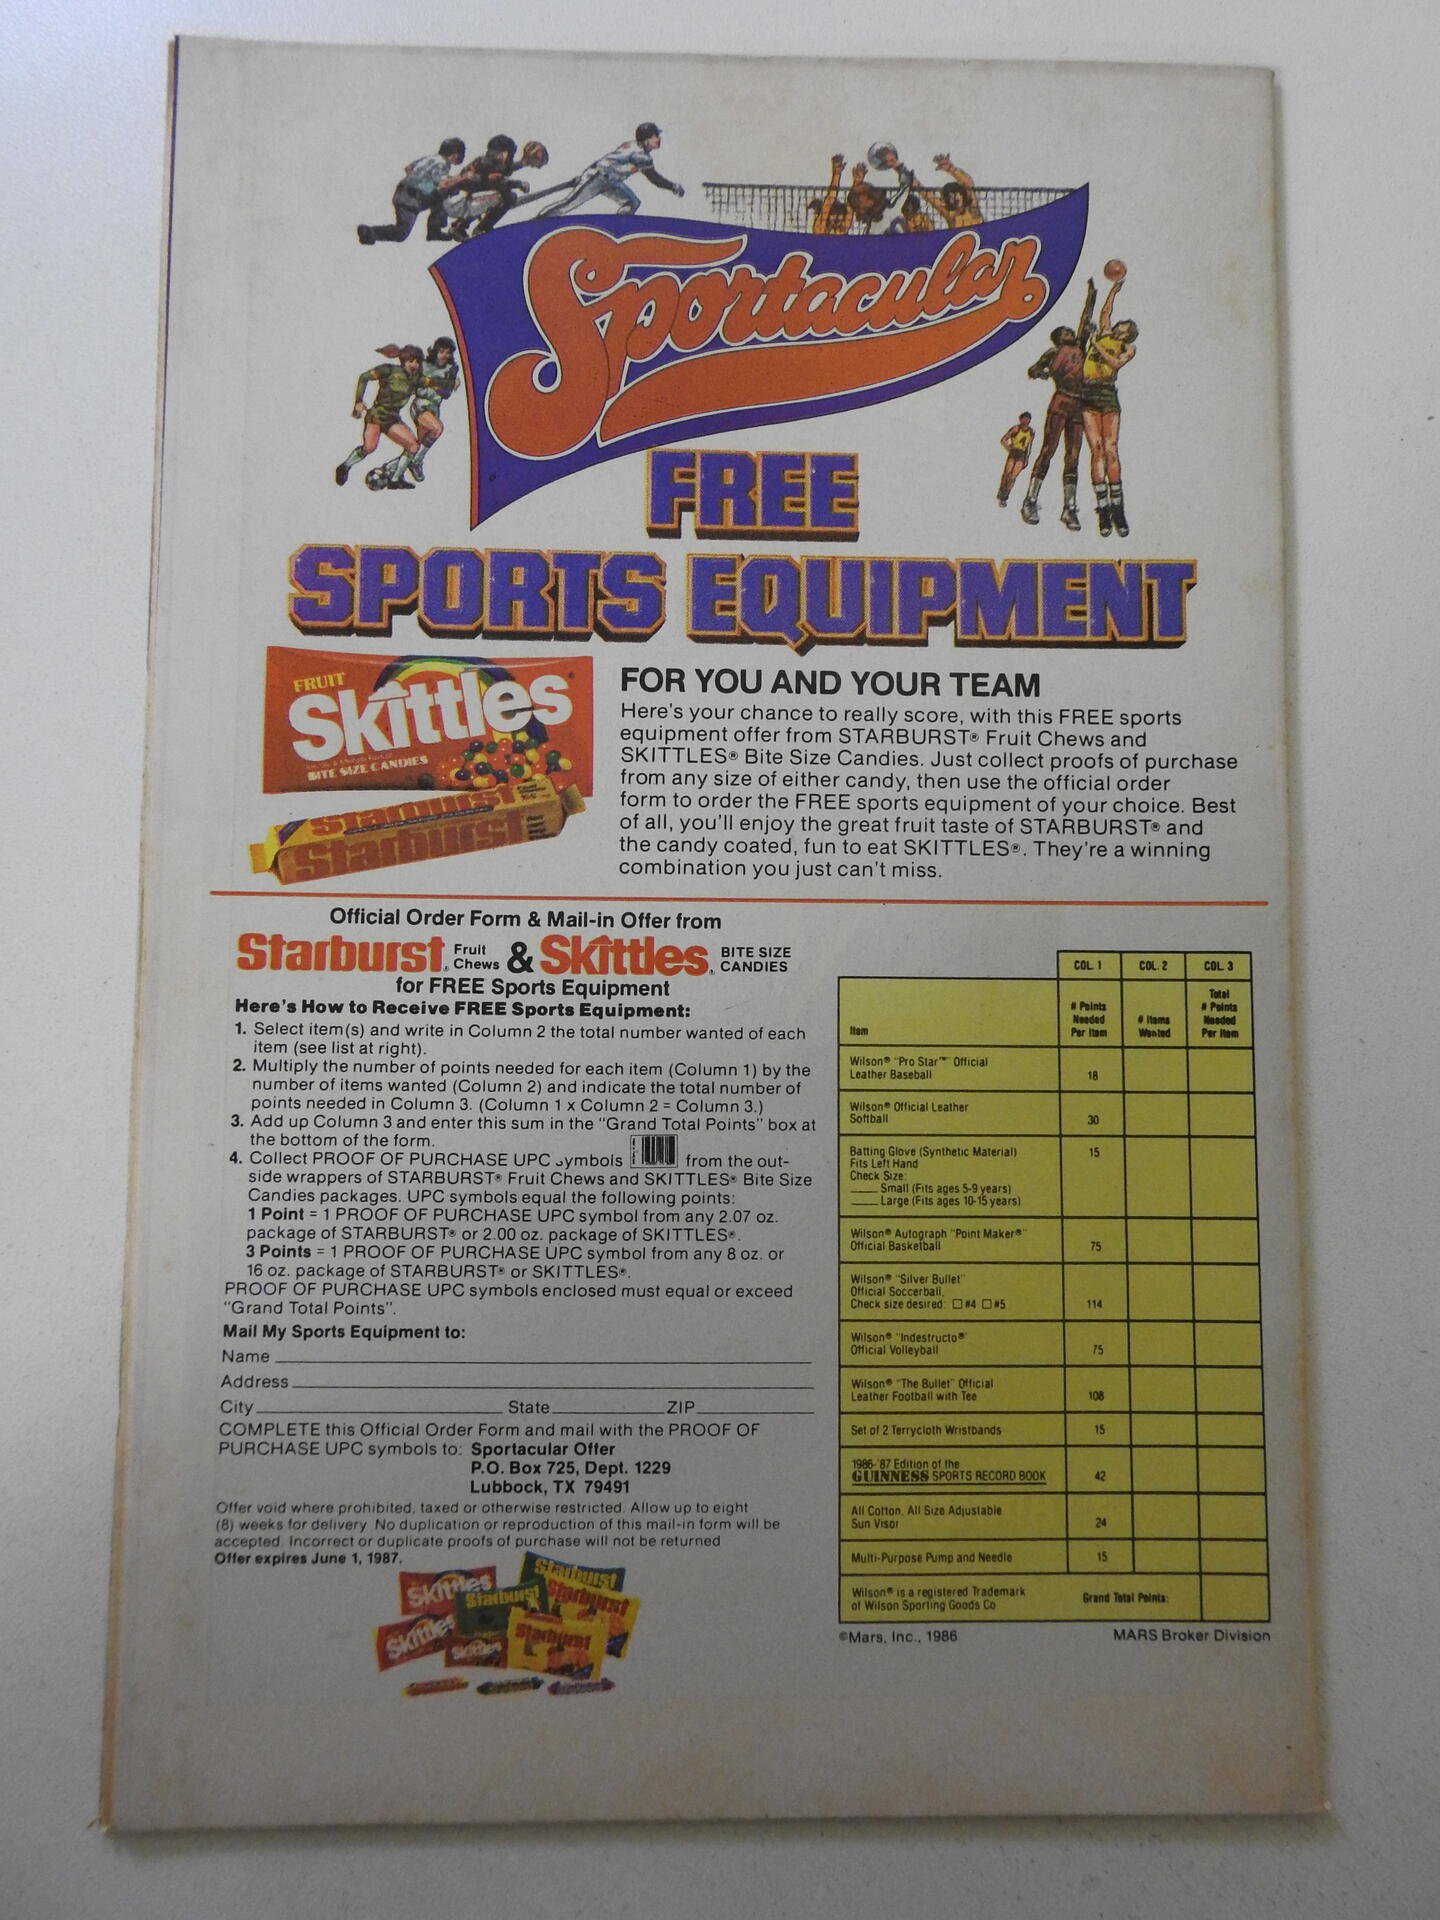 Sportacular
FREE
SPORTS EQUIPMENT
FRUIT
Skittles
BITE SIZE CANDIES
Starburst
Starburst
FOR YOU AND YOUR TEAM
Here's your chance to really score, with this FREE sports
equipment offer from STARBURST® Fruit Chews and
SKITTLES® Bite Size Candies. Just collect proofs of purchase
from any size of either candy, then use the official order
form to order the FREE sports equipment of your choice. Best
of all, you'll enjoy the great fruit taste of STARBURST® and
the candy coated, fun to eat SKITTLES®. They're a winning
combination you just can't miss.
Official Order Form & Mail-in Offer from
Starburst® Fruit Chews & Skittles® BITE SIZE CANDIES
for FREE Sports Equipment
Here's How to Receive FREE Sports Equipment:
1. Select item(s) and write in Column 2 the total number wanted of each
item (see list at right).
2. Multiply the number of points needed for each item (Column 1) by the
number of items wanted (Column 2) and indicate the total number of
points needed in Column 3. (Column 1 x Column 2 = Column 3.)
3. Add up Column 3 and enter this sum in the "Grand Total Points" box at
the bottom of the form.
4. Collect PROOF OF PURCHASE UPC symbols from the out-
side wrappers of STARBURST® Fruit Chews and SKITTLES® Bite Size
Candies packages. UPC symbols equal the following points:
1 Point = 1 PROOF OF PURCHASE UPC symbol from any 2.07 oz.
package of STARBURST® or 2.00 oz. package of SKITTLES®.
3 Points = 1 PROOF OF PURCHASE UPC symbol from any 8 oz. or
16 oz. package of STARBURST® or SKITTLES®.
PROOF OF PURCHASE UPC symbols enclosed must equal or exceed
"Grand Total Points".
Mail My Sports Equipment to:
Name
Address
City State ZIP
COMPLETE this Official Order Form and mail with the PROOF OF
PURCHASE UPC symbols to: Sportacular Offer
P.O. Box 725, Dept. 1229
Lubbock, TX 79491
Offer void where prohibited, taxed or otherwise restricted. Allow up to eight
(8) weeks for delivery. No duplication or reproduction of this mail-in form will be
accepted. Incorrect or duplicate proofs of purchase will not be returned
Offer expires June 1, 1987.
Skittles
Starburst
Starburst
Starburst
Skittles
Skittles
Starburst
COL. 1 COL. 2 COL. 3
Item
# Points
Needed
Per Item
# Items
Wanted
Total
# Points
Needed
Per Item
Wilson® "Pro Star™" Official
Leather Baseball 18
Wilson® Official Leather
Softball 30
Batting Glove (Synthetic Material) 15
Fits Left Hand
Check Size:
____ Small (Fits ages 5-9 years)
____ Large (Fits ages 10-15 years)
Wilson® Autograph "Point Maker®"
Official Basketball 75
Wilson® "Silver Bullet"
Official Soccerball,
Check size desired: ☐ #4 ☐ #5 114
Wilson® "Indestructo®"
Official Volleyball 75
Wilson® "The Bullet" Official
Leather Football with Tee 108
Set of 2 Terrycloth Wristbands 15
1986-'87 Edition of the
GUINNESS SPORTS RECORD BOOK 42
All Cotton, All Size Adjustable
Sun Visor 24
Multi-Purpose Pump and Needle 15
Wilson® is a registered Trademark
of Wilson Sporting Goods Co
Grand Total Points:
©Mars, Inc., 1986 MARS Broker Division